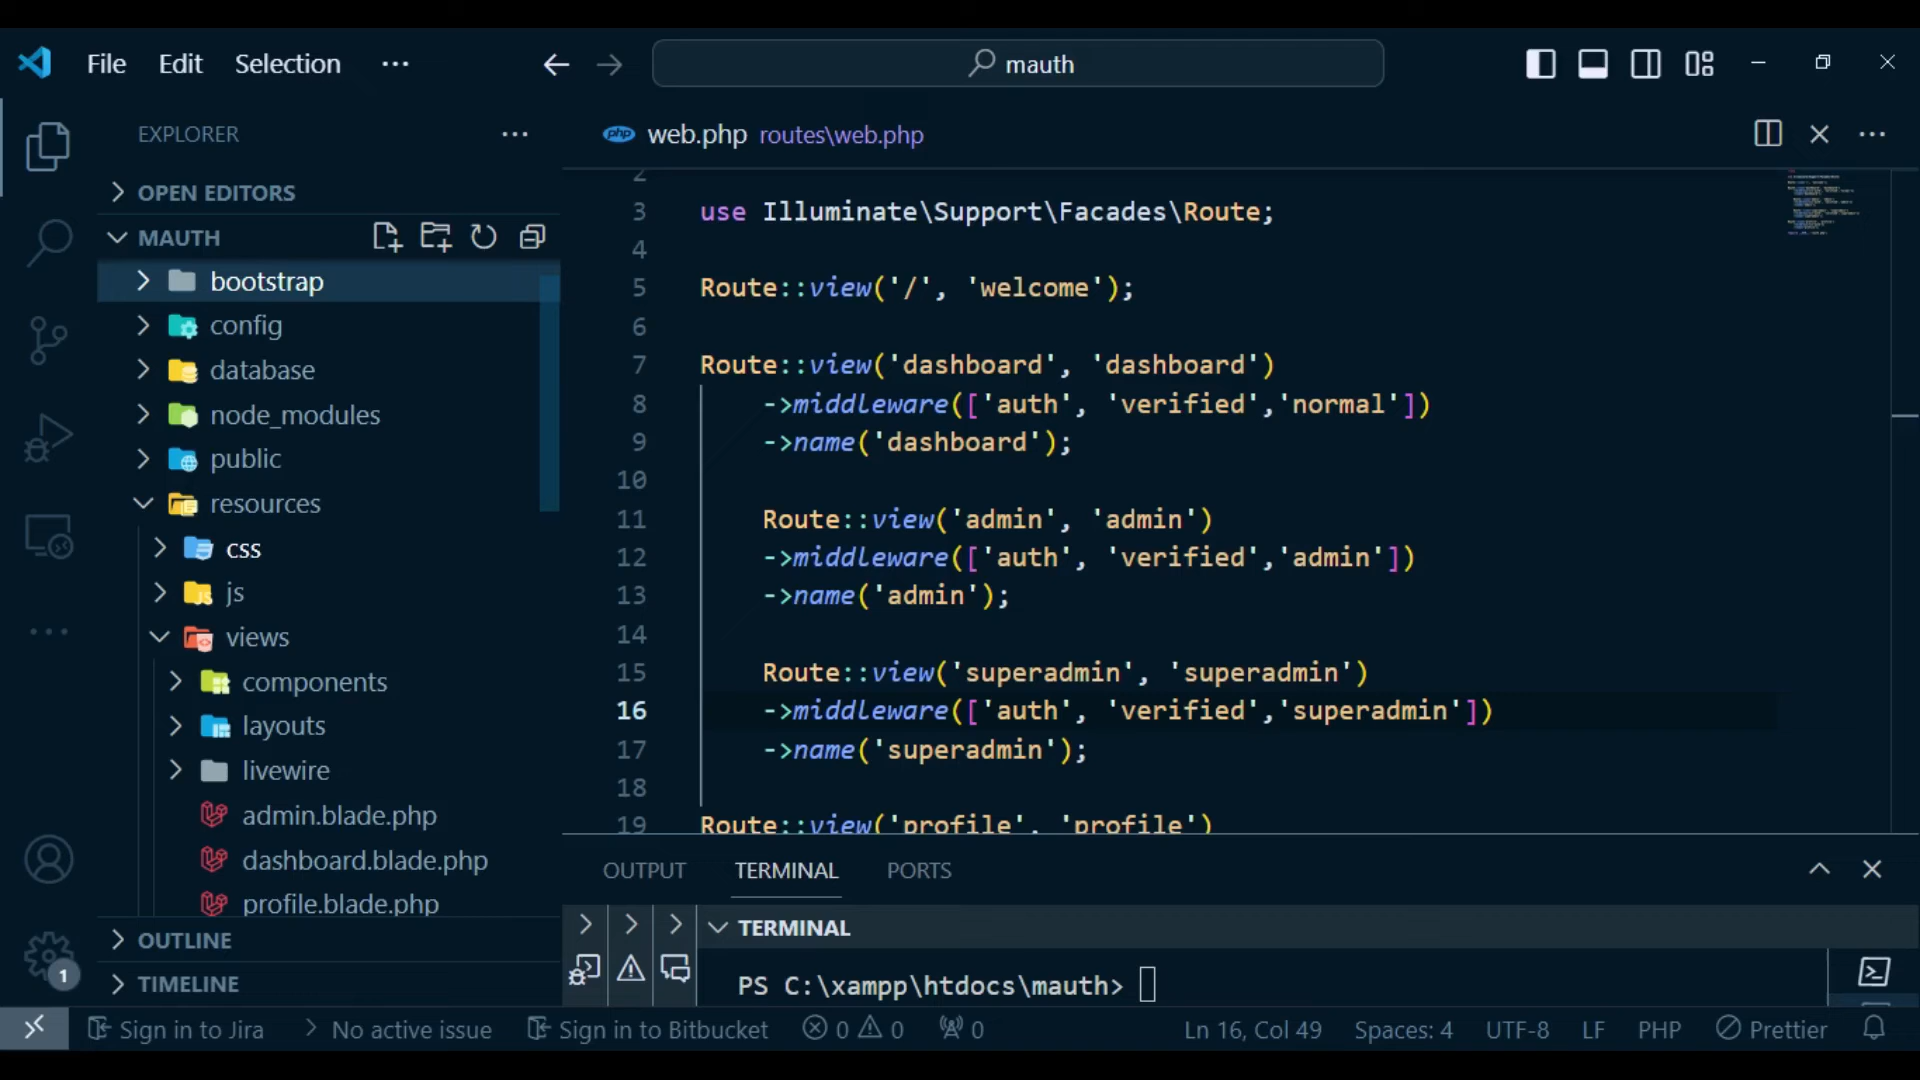 File Edit Selection ···
mauth
EXPLORER ···
OPEN EDITORS
MAUTH
bootstrap
config
database
node_modules
public
resources
css
js
views
components
layouts
livewire
admin.blade.php
dashboard.blade.php
profile.blade.php
OUTLINE
TIMELINE
php web.php routes\web.php
2
3 use Illuminate\Support\Facades\Route;
4
5 Route::view('/', 'welcome');
6
7 Route::view('dashboard', 'dashboard')
8 ->middleware(['auth', 'verified','normal'])
9 ->name('dashboard');
10
11 Route::view('admin', 'admin')
12 ->middleware(['auth', 'verified','admin'])
13 ->name('admin');
14
15 Route::view('superadmin', 'superadmin')
16 ->middleware(['auth', 'verified','superadmin'])
17 ->name('superadmin');
18
19 Route::view('profile', 'profile')
OUTPUT TERMINAL PORTS
TERMINAL
PS C:\xampp\htdocs\mauth>
1
Sign in to Jira No active issue Sign in to Bitbucket 0 0 0 Ln 16, Col 49 Spaces: 4 UTF-8 LF PHP Prettier